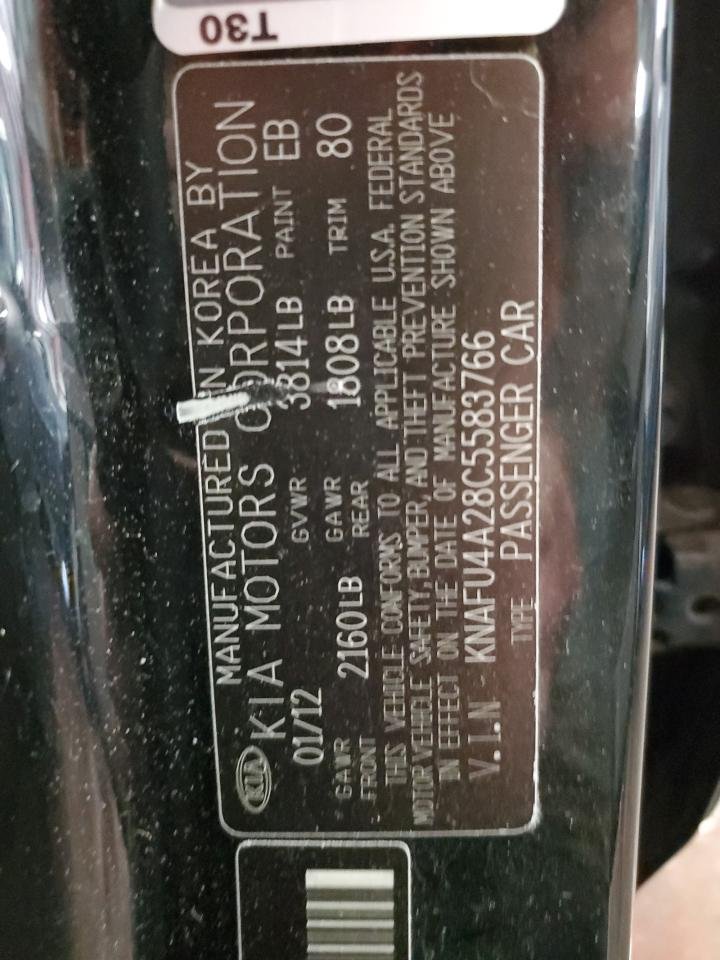 T30
KIA
MANUFACTURED IN KOREA BY
KIA MOTORS CORPORATION
01/12 GVWR 3814LB PAINT EB
GAWR FRONT 2160LB GAWR REAR 1808LB TRIM 80
THIS VEHICLE CONFORMS TO ALL APPLICABLE U.S.A. FEDERAL
MOTOR VEHICLE SAFETY, BUMPER, AND THEFT PREVENTION STANDARDS
IN EFFECT ON THE DATE OF MANUFACTURE SHOWN ABOVE
V.I.N KNAFU4A28C5583766
TYPE PASSENGER CAR